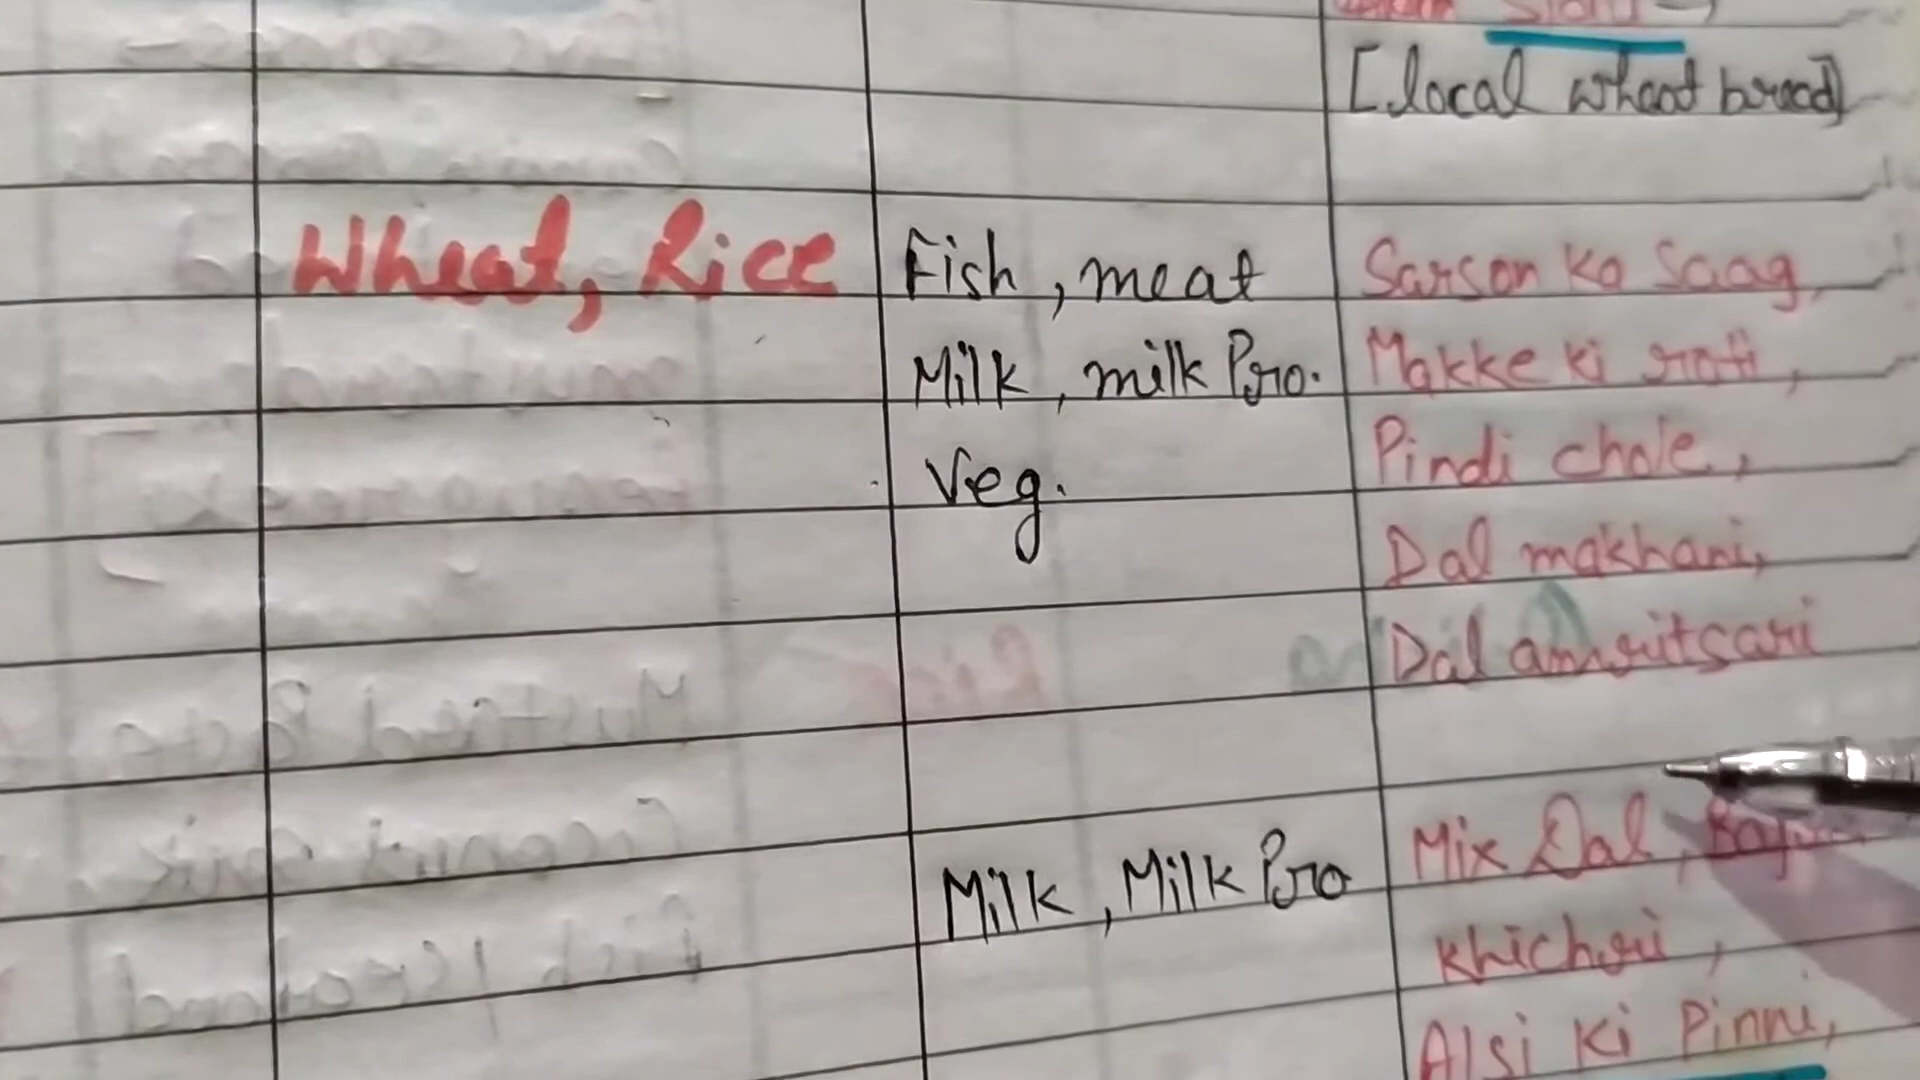 [local wheat bread]
Wheat, Rice Fish, meat Sarson ka Saag,
Milk, milk Pro. Makke ki roti,
Veg. Pindi chole,
Dal makhani,
Dal amritsari
Milk, Milk Pro Mix Dal,
khichri,
Alsi ki Pinni,